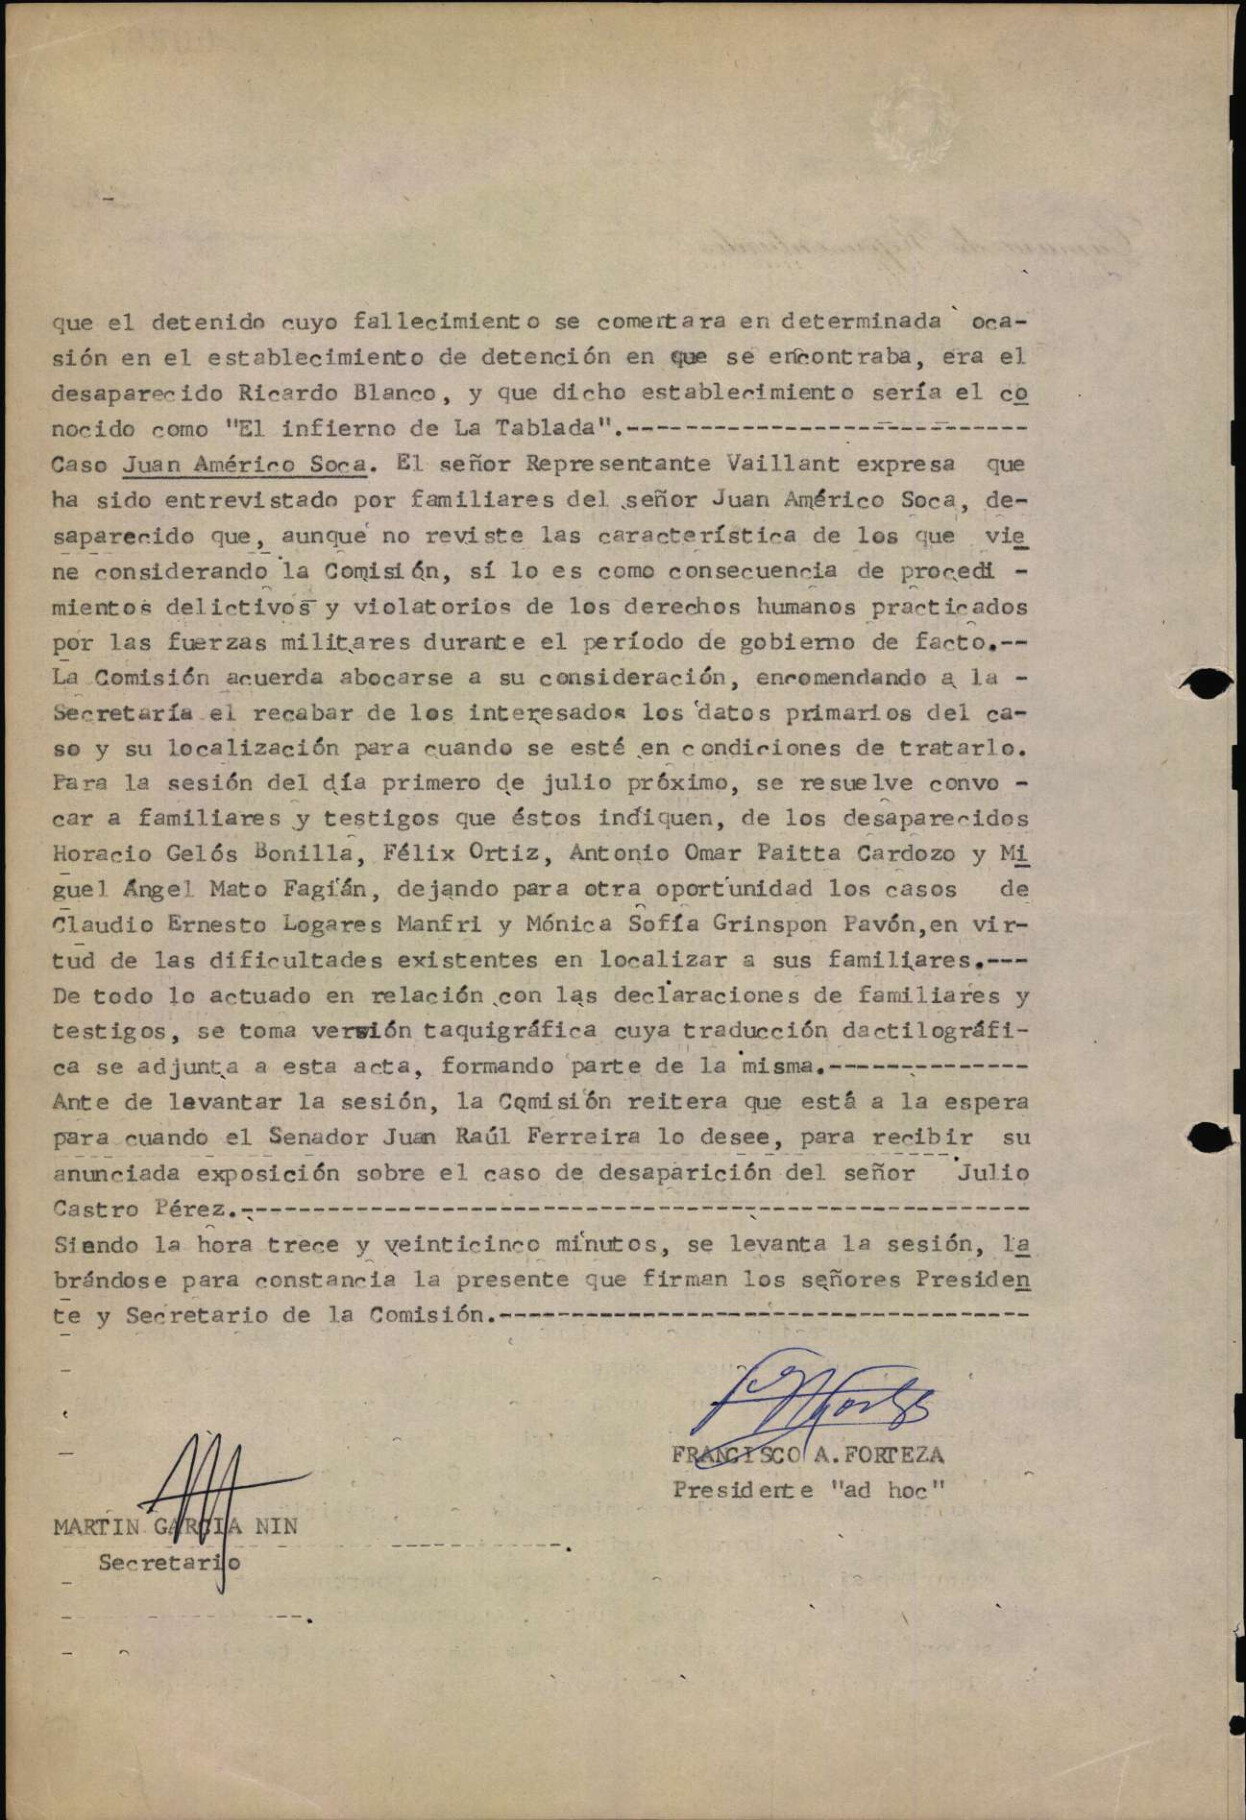 que el detenido cuyo fallecimiento se comentara en determinada oca-
sión en el establecimiento de detención en que se encontraba, era el
desaparecido Ricardo Blanco, y que dicho establecimiento sería el co
nocido como "El infierno de La Tablada".----------------------------
Caso Juan Américo Soca. El señor Representante Vaillant expresa que
ha sido entrevistado por familiares del señor Juan Américo Soca, de-
saparecido que, aunque no reviste las característica de los que vie
ne considerando la Comisión, sí lo es como consecuencia de procedi -
mientos delictivos y violatorios de los derechos humanos practicados
por las fuerzas militares durante el período de gobierno de facto.--
La Comisión acuerda abocarse a su consideración, encomendando a la -
Secretaría el recabar de los interesados los datos primarios del ca-
so y su localización para cuando se esté en condiciones de tratarlo.
Para la sesión del día primero de julio próximo, se resuelve convo -
car a familiares y testigos que éstos indiquen, de los desaparecidos
Horacio Gelós Bonilla, Félix Ortiz, Antonio Omar Paitta Cardozo y Mi
guel Ángel Mato Fagián, dejando para otra oportunidad los casos de
Claudio Ernesto Logares Manfri y Mónica Sofía Grinspon Pavón,en vir-
tud de las dificultades existentes en localizar a sus familiares.---
De todo lo actuado en relación con las declaraciones de familiares y
testigos, se toma versión taquigráfica cuya traducción dactilográfi-
ca se adjunta a esta acta, formando parte de la misma.--------------
Ante de levantar la sesión, la Comisión reitera que está a la espera
para cuando el Senador Juan Raúl Ferreira lo desee, para recibir su
anunciada exposición sobre el caso de desaparición del señor Julio
Castro Pérez.-------------------------------------------------------
Siendo la hora trece y veinticinco minutos, se levanta la sesión, la
brándose para constancia la presente que firman los señores Presiden
te y Secretario de la Comisión.-------------------------------------
FRANCISCO A. FORTEZA
Presidente "ad hoc"
MARTIN GARCIA NIN
Secretario